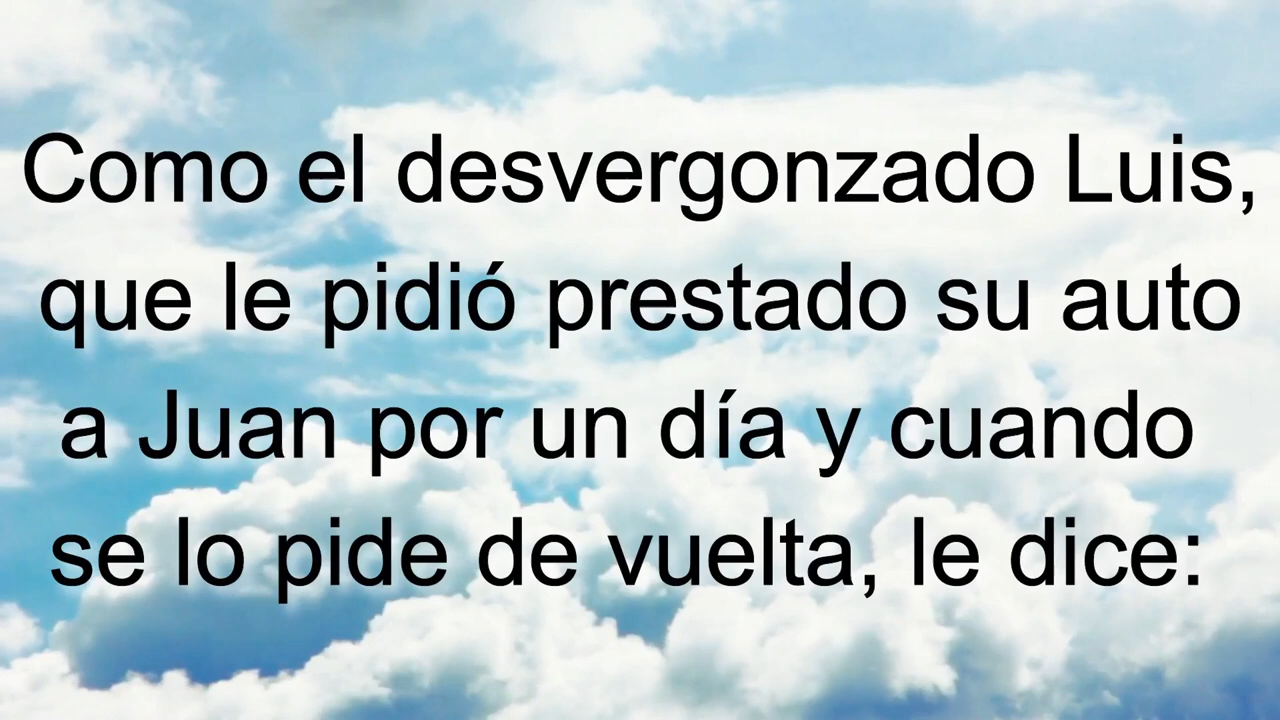 Como el desvergonzado Luis,
que le pidió prestado su auto
a Juan por un día y cuando
se lo pide de vuelta, le dice: